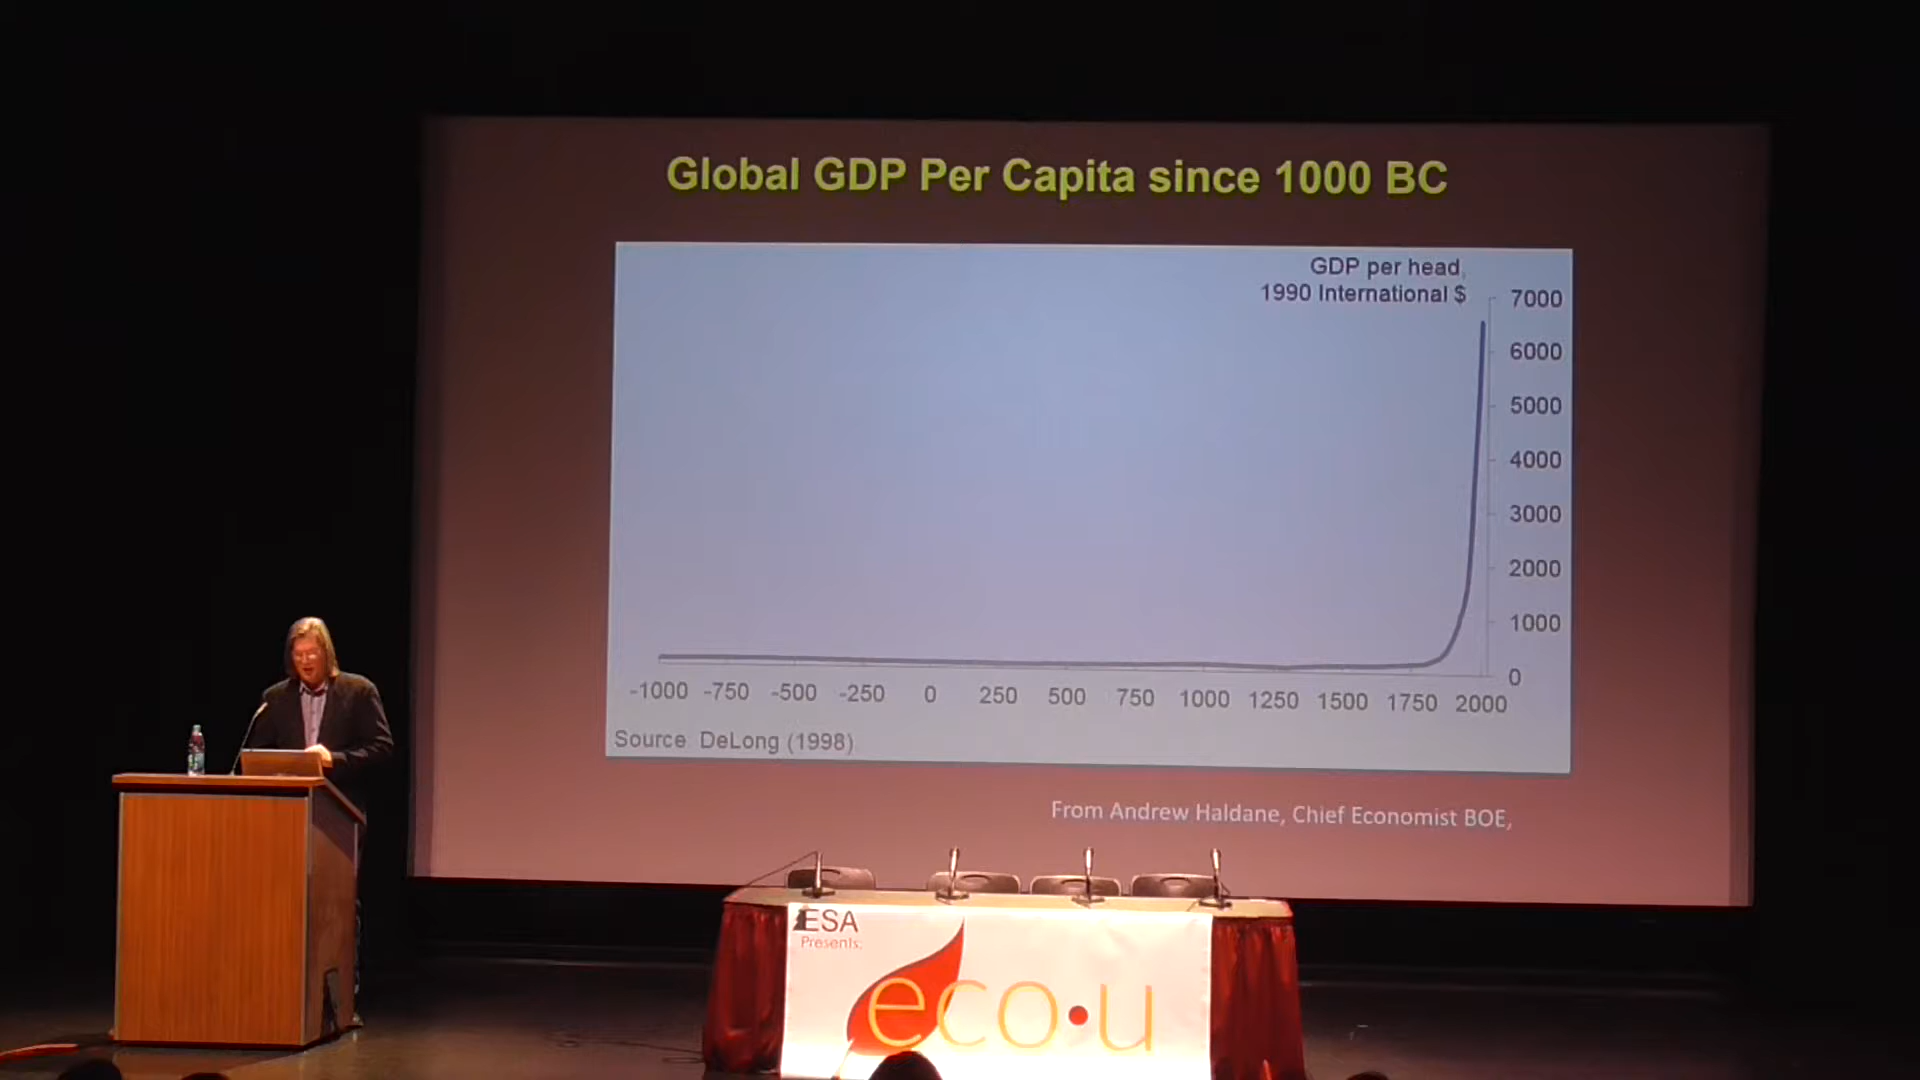 Global GDP Per Capita since 1000 BC
GDP per head,
1990 International $
7000
6000
5000
4000
3000
2000
1000
0
-1000 -750 -500 -250 0 250 500 750 1000 1250 1500 1750 2000
Source: DeLong (1998)
From Andrew Haldane, Chief Economist BOE,
ESA
Presents:
eco•u